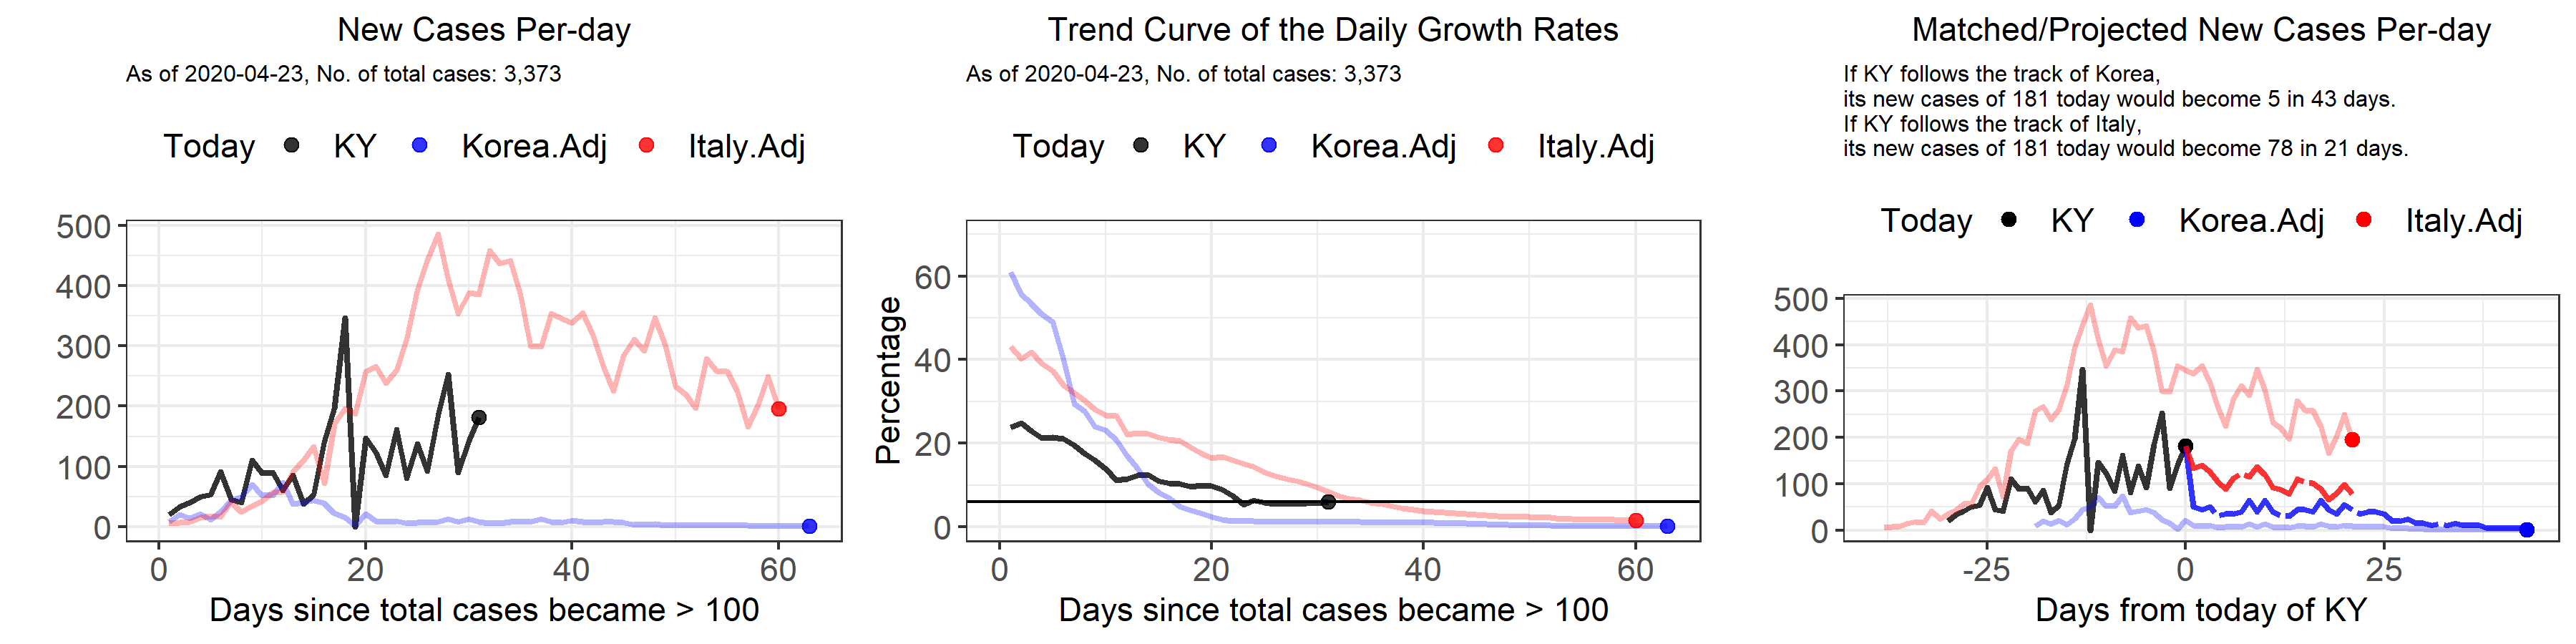 New Cases Per-day
As of 2020-04-23, No. of total cases: 3,373
Today KY Korea.Adj Italy.Adj
500
400
300
200
100
0
0 20 40 60
Days since total cases became > 100
Trend Curve of the Daily Growth Rates
As of 2020-04-23, No. of total cases: 3,373
Today KY Korea.Adj Italy.Adj
Percentage
60
40
20
0
0 20 40 60
Days since total cases became > 100
Matched/Projected New Cases Per-day
If KY follows the track of Korea,
its new cases of 181 today would become 5 in 43 days.
If KY follows the track of Italy,
its new cases of 181 today would become 78 in 21 days.
Today KY Korea.Adj Italy.Adj
500
400
300
200
100
0
-25 0 25
Days from today of KY